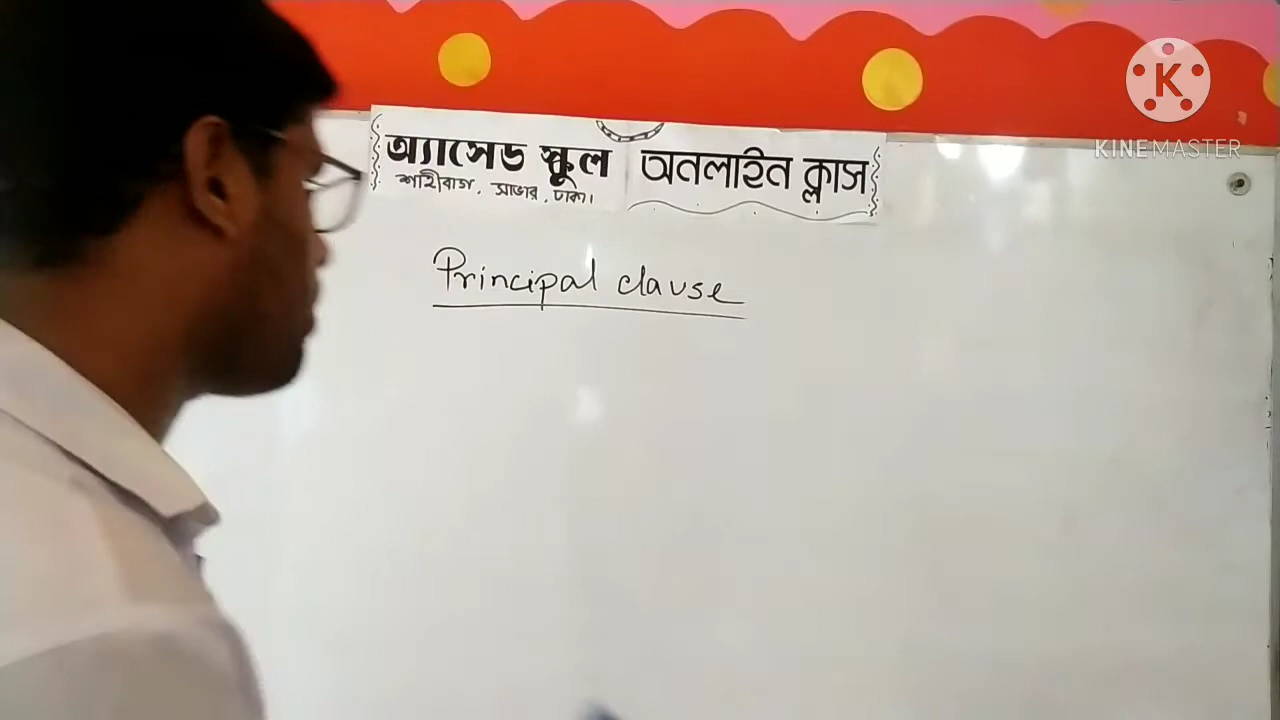 K
KINEMASTER
অ্যাসেড স্কুল
শাহীবাগ, সাভার, ঢাকা।
অনলাইন ক্লাস
Principal clause